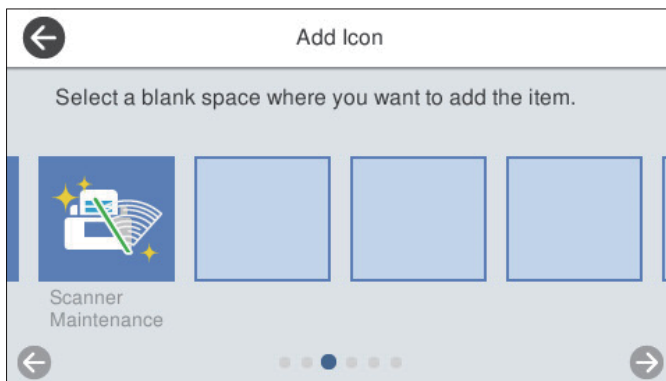 Add Icon
Select a blank space where you want to add the item.
Scanner
Maintenance